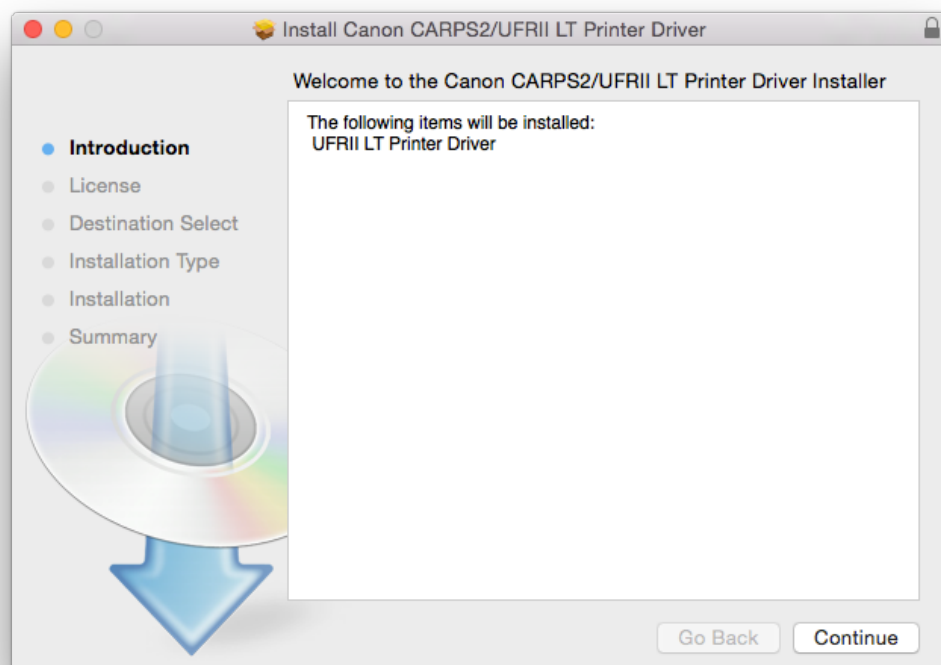 Install Canon CARPS2/UFRII LT Printer Driver
Welcome to the Canon CARPS2/UFRII LT Printer Driver Installer
Introduction
License
Destination Select
Installation Type
Installation
Summary
The following items will be installed:
UFRII LT Printer Driver
Go Back
Continue